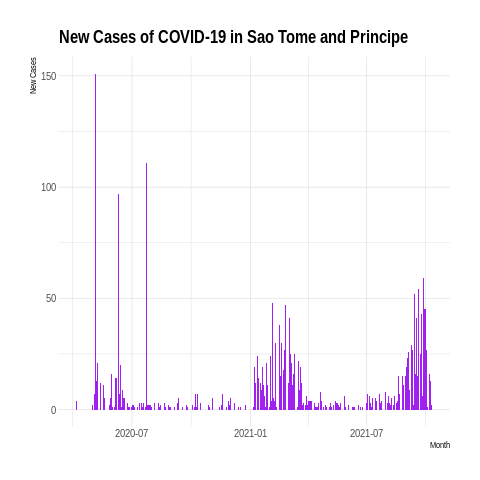 New Cases of COVID-19 in Sao Tome and Principe
New Cases
150
100
50
0
2020-07
2021-01
2021-07
Month